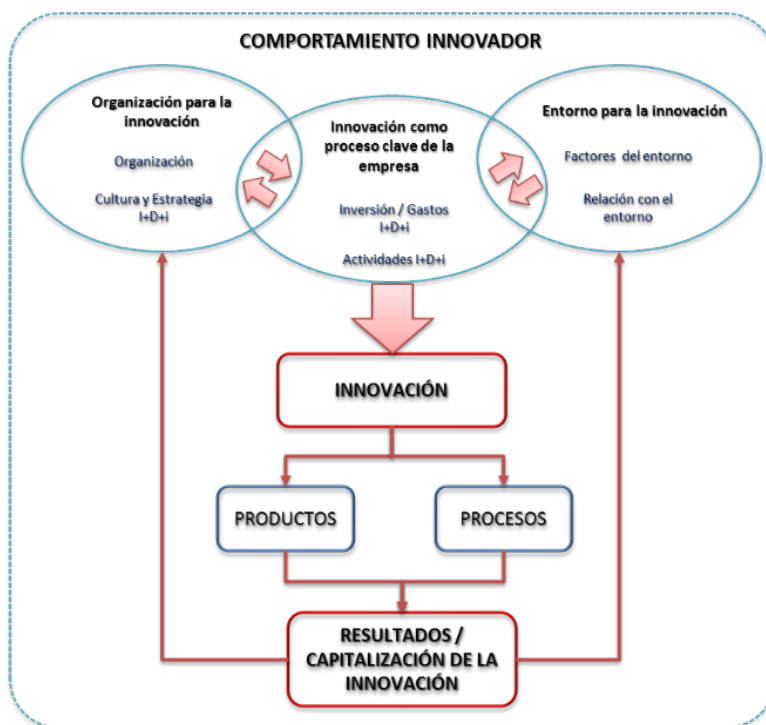 COMPORTAMIENTO INNOVADOR
Organización para la
innovación
Organización
Cultura y Estrategia
I+D+i
Innovación como
proceso clave de la
empresa
Inversión / Gastos
I+D+i
Actividades I+D+i
Entorno para la innovación
Factores del entorno
Relación con el
entorno
INNOVACIÓN
PRODUCTOS
PROCESOS
RESULTADOS /
CAPITALIZACIÓN DE LA
INNOVACIÓN